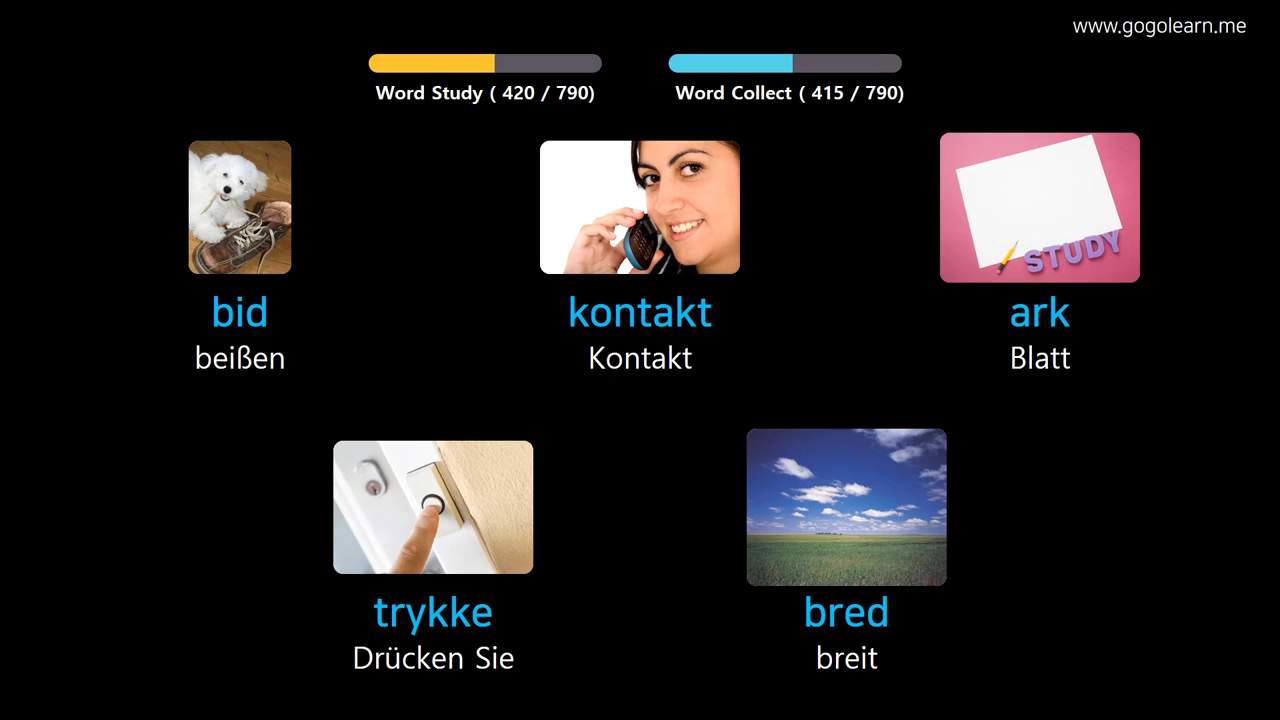 www.gogolearn.me
Word Study ( 420 / 790)
Word Collect ( 415 / 790)
STUDY
bid
beißen
kontakt
Kontakt
ark
Blatt
trykke
Drücken Sie
bred
breit